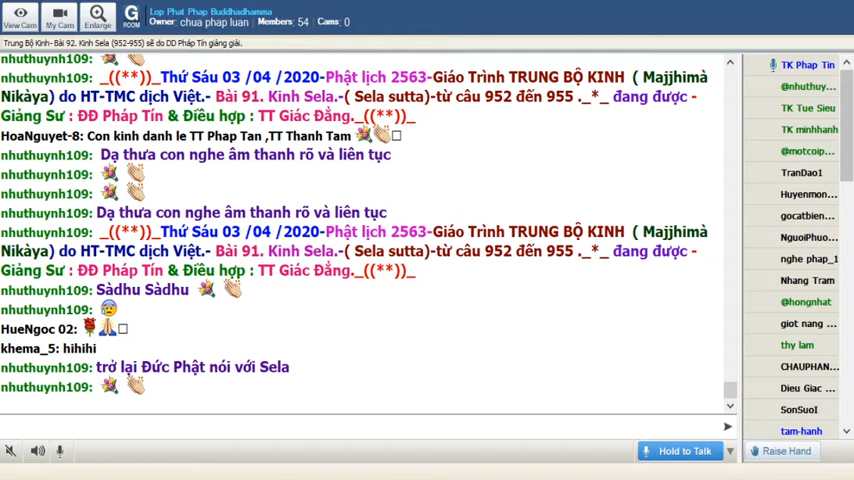 View Cam
My Cam
Enlarge
G
ROOM
Lop Phat Phap Buddhadhamma
Owner: chua phap luan Members: 54 Cams: 0
Trung Bộ Kinh- Bài 92. Kinh Sela (952-955) sẽ do DD Pháp Tín giảng giải.
nhuthuynh109:
nhuthuynh109: _((**))_Thứ Sáu 03 /04 /2020-Phật lịch 2563-Giáo Trình TRUNG BỘ KINH ( Majjhimà
Nikàya) do HT-TMC dịch Việt.- Bài 91. Kinh Sela.-( Sela sutta)-từ câu 952 đến 955 ._*_ đang được -
Giảng Sư : ĐĐ Pháp Tín & Điều hợp : TT Giác Đẳng._((**))_
HoaNguyet-8: Con kinh danh le TT Phap Tan ,TT Thanh Tam
nhuthuynh109: Dạ thưa con nghe âm thanh rõ và liên tục
nhuthuynh109:
nhuthuynh109:
nhuthuynh109: Dạ thưa con nghe âm thanh rõ và liên tục
nhuthuynh109: _((**))_Thứ Sáu 03 /04 /2020-Phật lịch 2563-Giáo Trình TRUNG BỘ KINH ( Majjhimà
Nikàya) do HT-TMC dịch Việt.- Bài 91. Kinh Sela.-( Sela sutta)-từ câu 952 đến 955 ._*_ đang được -
Giảng Sư : ĐĐ Pháp Tín & Điều hợp : TT Giác Đẳng._((**))_
nhuthuynh109: Sàdhu Sàdhu
nhuthuynh109:
HueNgoc 02:
khema_5: hihihi
nhuthuynh109: trở lại Đức Phật nói với Sela
nhuthuynh109:
Hold to Talk
TK Phap Tin
@nhuthuy...
TK Tue Sieu
TK minhhanh
@motcoip...
TranDao1
Huyenmon...
gocatbien...
NguoiPhuo...
nghe phap_1
Nhang Tram
@hongnhat
giot nang ...
thy lam
CHAUPHAN...
Dieu Giac ...
SonSuoI
tam-hanh
Raise Hand